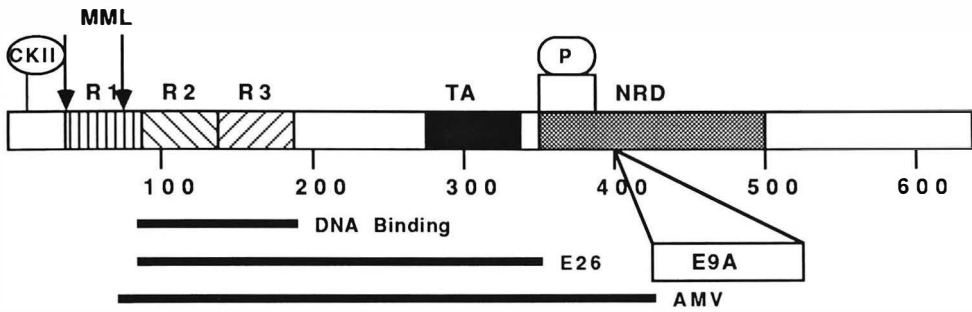 MML
CKII
P
R1 R2 R3 TA NRD
100 200 300 400 500 600
DNA Binding
E26
E9A
AMV